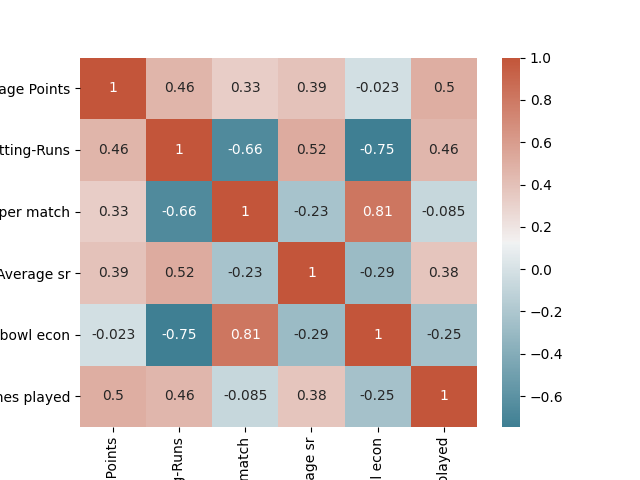 age Points 1 0.46 0.33 0.39 -0.023 0.5
tting-Runs 0.46 1 -0.66 0.52 -0.75 0.46
per match 0.33 -0.66 1 -0.23 0.81 -0.085
Average sr 0.39 0.52 -0.23 1 -0.29 0.38
bowl econ -0.023 -0.75 0.81 -0.29 1 -0.25
nes played 0.5 0.46 -0.085 0.38 -0.25 1
Points
g-Runs
match
age sr
l econ
played
1.0
0.8
0.6
0.4
0.2
0.0
−0.2
−0.4
−0.6